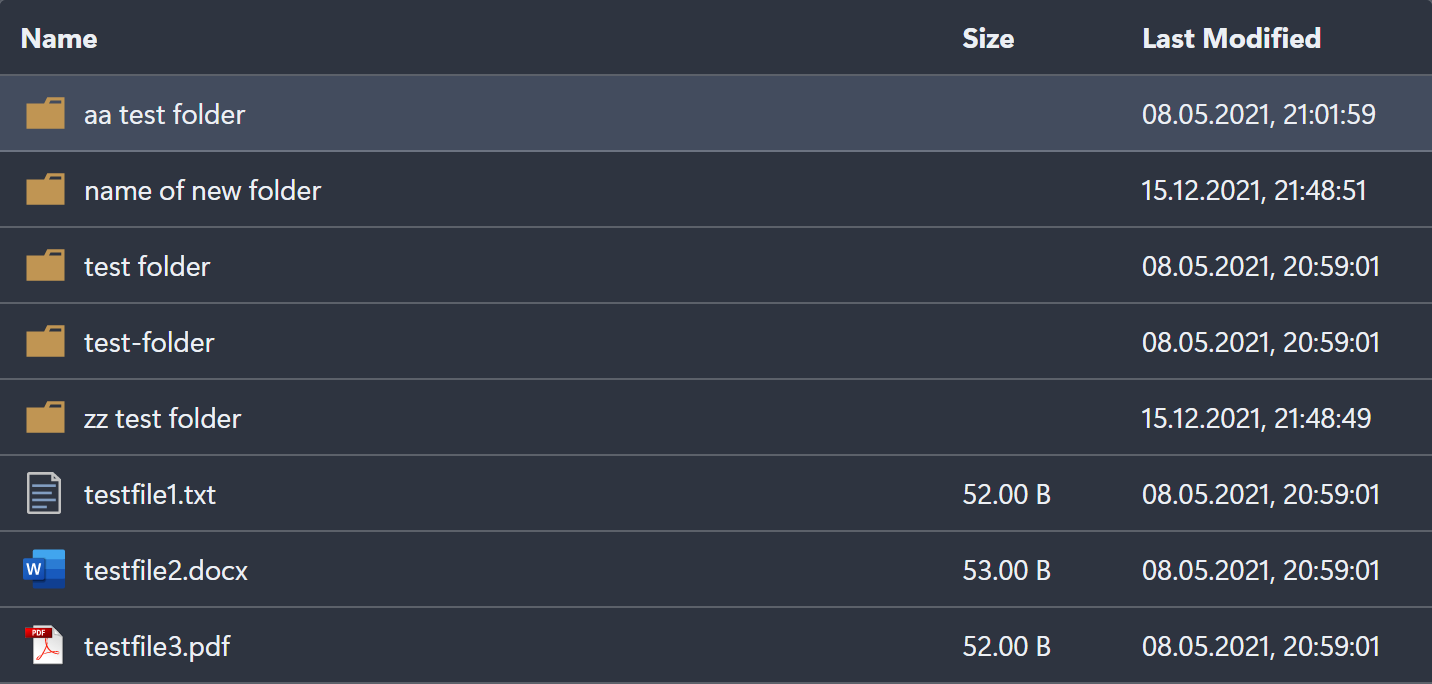 Name Size Last Modified
aa test folder 08.05.2021, 21:01:59
name of new folder 15.12.2021, 21:48:51
test folder 08.05.2021, 20:59:01
test-folder 08.05.2021, 20:59:01
zz test folder 15.12.2021, 21:48:49
testfile1.txt 52.00 B 08.05.2021, 20:59:01
W testfile2.docx 53.00 B 08.05.2021, 20:59:01
PDF testfile3.pdf 52.00 B 08.05.2021, 20:59:01